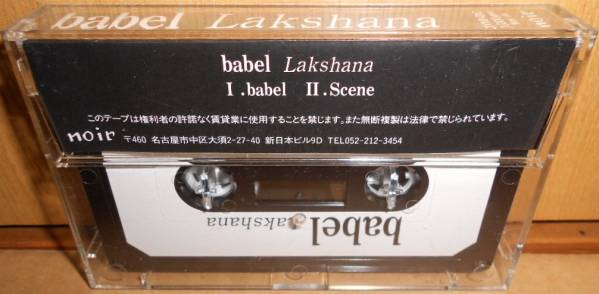 babel Lakshana
noir
babel Lakshana
I.babel II.Scene
このテープは権利者の許諾なく賃貸業に使用することを禁じます。また無断複製は法律で禁じられています。
noir 〒460 名古屋市中区大須2-27-40 新日本ビル9D TEL052-212-3454
babel
Lakshana